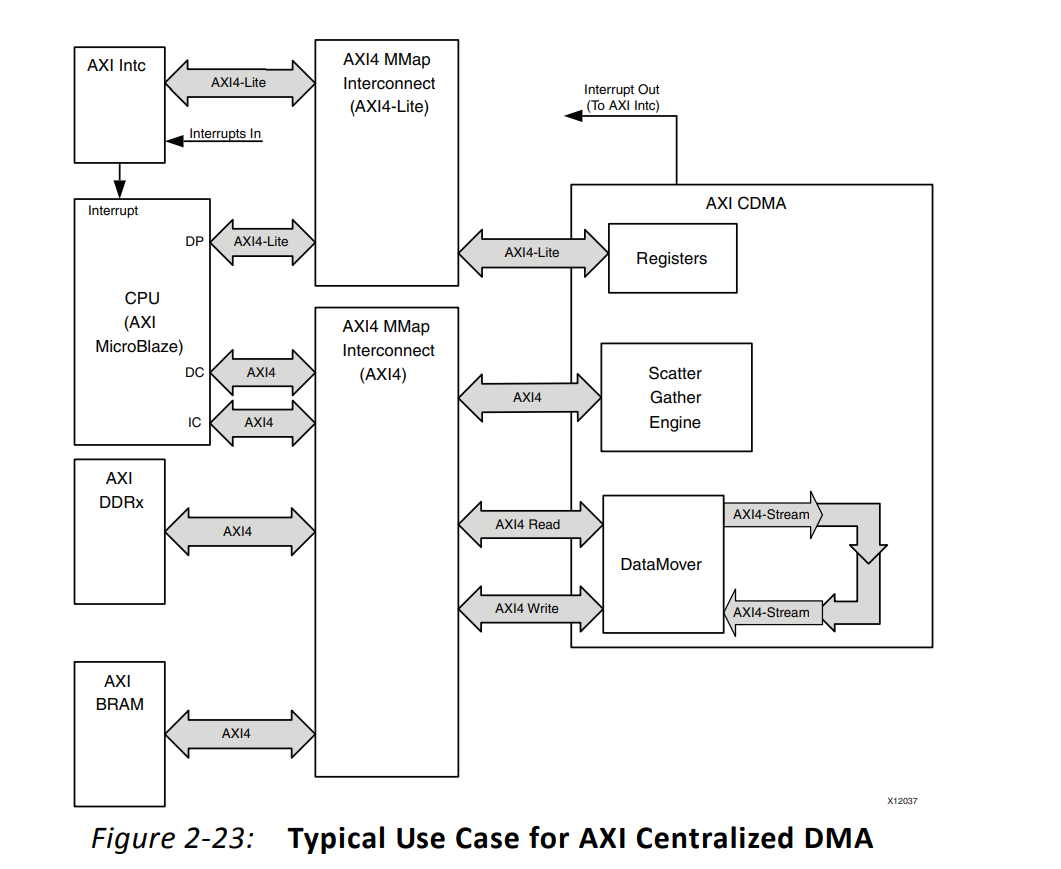 AXI Intc
AXI4-Lite
AXI4 MMap
Interconnect
(AXI4-Lite)
Interrupt Out
(To AXI Intc)
Interrupts In
Interrupt
DP
AXI4-Lite
AXI4-Lite
AXI CDMA
Registers
CPU
(AXI
MicroBlaze)
DC
AXI4
IC
AXI4
AXI4 MMap
Interconnect
(AXI4)
AXI4
Scatter
Gather
Engine
AXI
DDRx
AXI4
AXI4 Read
AXI4 Write
DataMover
AXI4-Stream
AXI4-Stream
AXI
BRAM
AXI4
X12037
Figure 2-23: Typical Use Case for AXI Centralized DMA